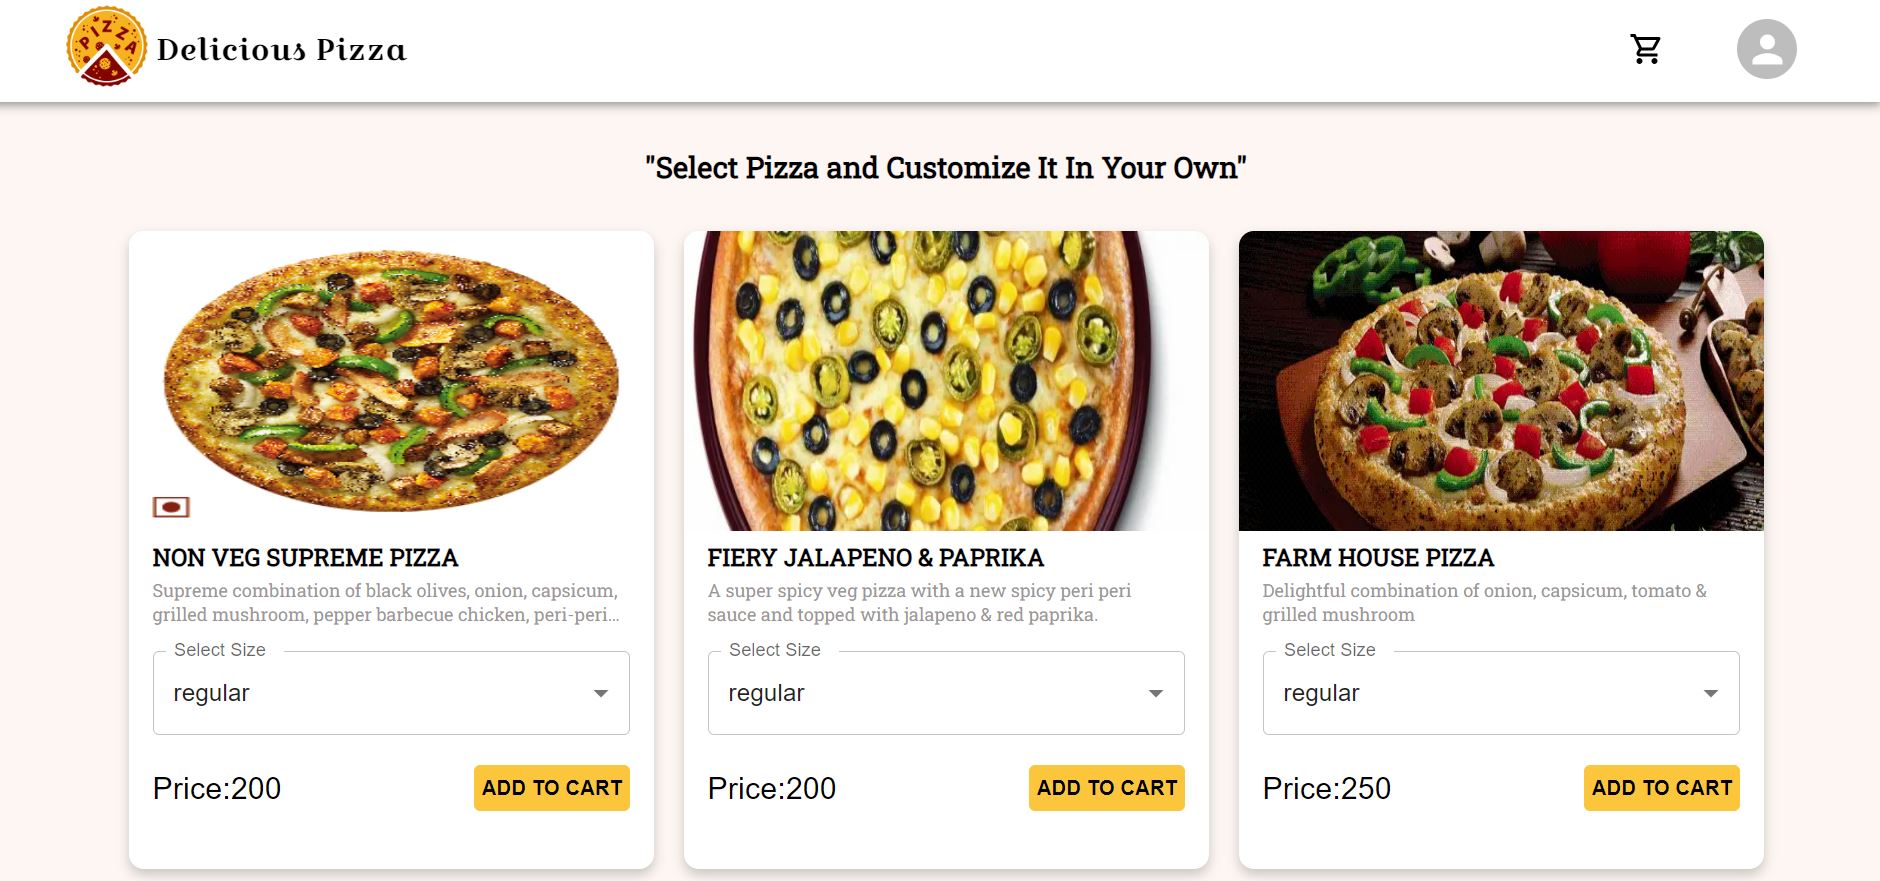 PIZZA
Delicious Pizza
"Select Pizza and Customize It In Your Own"
NON VEG SUPREME PIZZA
Supreme combination of black olives, onion, capsicum,
grilled mushroom, pepper barbecue chicken, peri-peri...
Select Size
regular
Price:200
ADD TO CART
FIERY JALAPENO & PAPRIKA
A super spicy veg pizza with a new spicy peri peri
sauce and topped with jalapeno & red paprika.
Select Size
regular
Price:200
ADD TO CART
FARM HOUSE PIZZA
Delightful combination of onion, capsicum, tomato &
grilled mushroom
Select Size
regular
Price:250
ADD TO CART